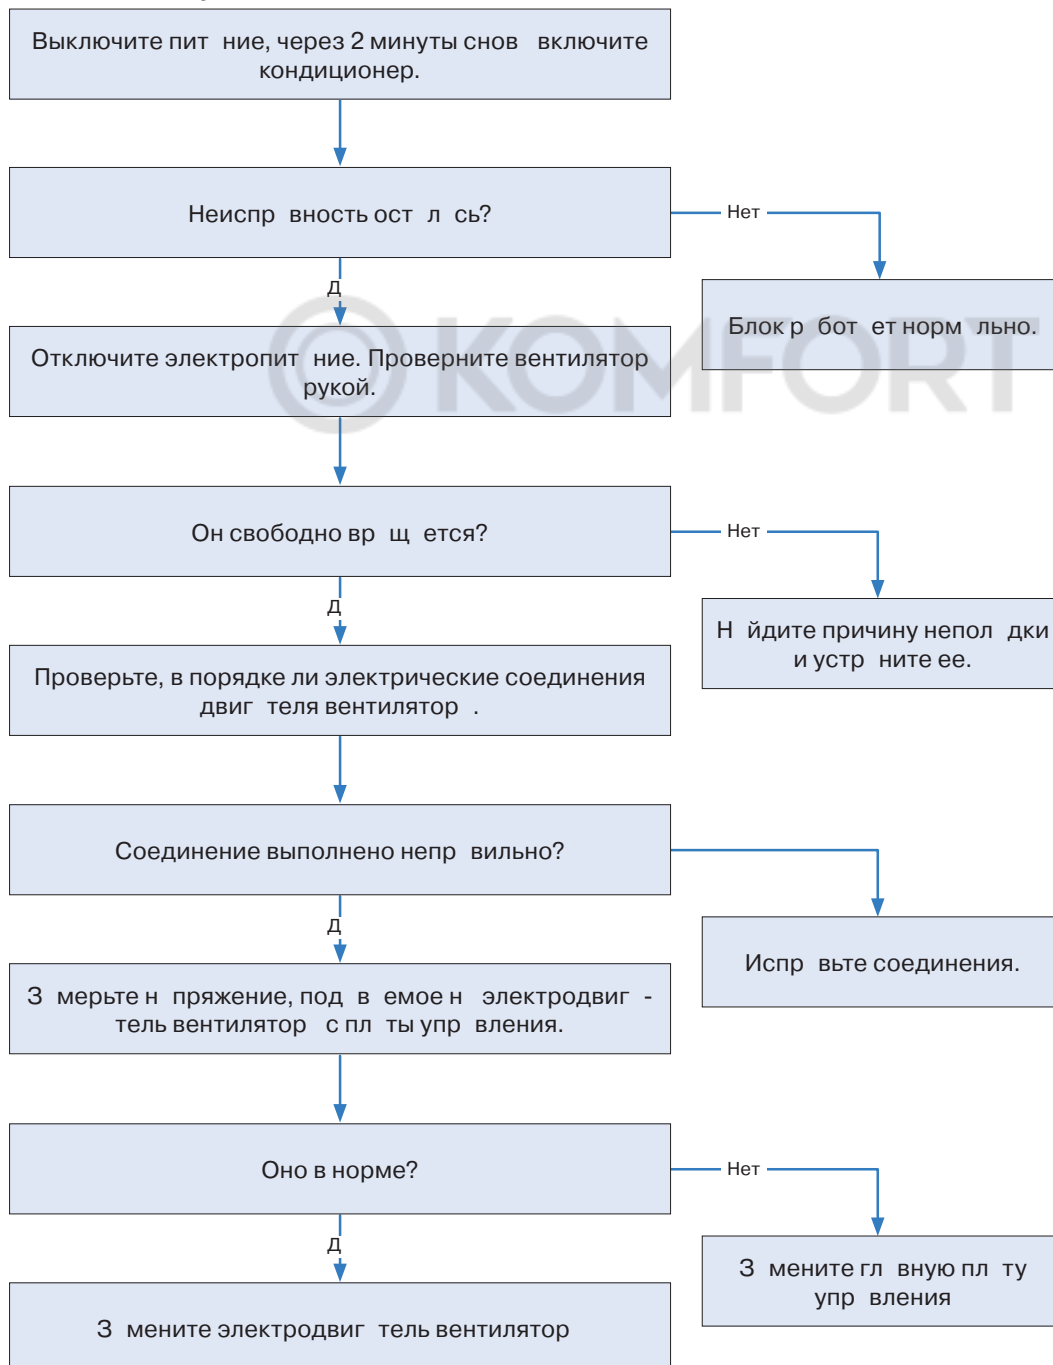 Выключите пит ние, через 2 минуты снов включите
кондиционер.
Неиспр вность ост л сь?
Нет
Д
Блок р бот ет норм льно.
© KOMFORT
Отключите электропит ние. Проверните вентилятор
рукой.
Он свободно вр щ ется?
Нет
Д
Н йдите причину непол дки
и устр ните ее.
Проверьте, в порядке ли электрические соединения
двиг теля вентилятор .
Соединение выполнено непр вильно?
Д
Испр вьте соединения.
З мерьте н пряжение, под в емое н электродвиг -
тель вентилятор с пл ты упр вления.
Оно в норме?
Нет
Д
З мените гл вную пл ту
упр вления
З мените электродвиг тель вентилятор